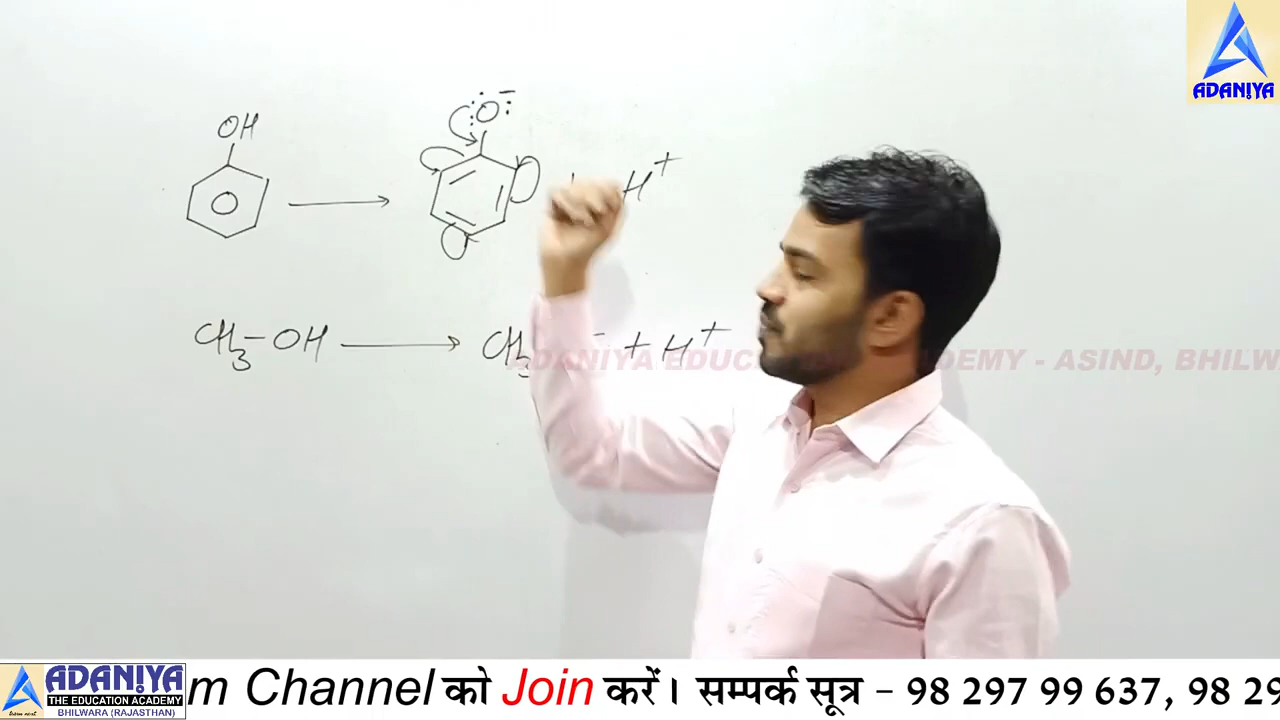 ADANIYA
OH
:O:⁻
+ H⁺
CH₃-OH ⟶ CH₃ ⁻ + H⁺
ADANIYA EDUC DEMY - ASIND, BHILW
ADANIYA
THE EDUCATION ACADEMY
BHILWARA (RAJASTHAN)
m Channel को Join करें। सम्पर्क सूत्र - 98 297 99 637, 98 29